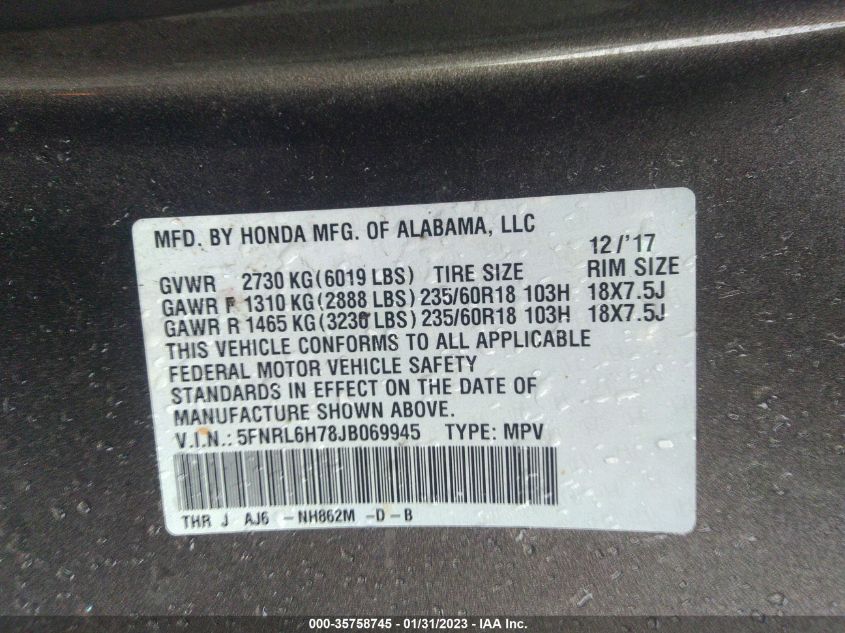 MFD. BY HONDA MFG. OF ALABAMA, LLC 12/'17
GVWR 2730 KG(6019 LBS) TIRE SIZE RIM SIZE
GAWR F 1310 KG(2888 LBS) 235/60R18 103H 18X7.5J
GAWR R 1465 KG(3230 LBS) 235/60R18 103H 18X7.5J
THIS VEHICLE CONFORMS TO ALL APPLICABLE
FEDERAL MOTOR VEHICLE SAFETY
STANDARDS IN EFFECT ON THE DATE OF
MANUFACTURE SHOWN ABOVE.
V.I.N.: 5FNRL6H78JB069945 TYPE: MPV
THR J AJ6 -NH862M -D-B
000-35758745 - 01/31/2023 - IAA Inc.